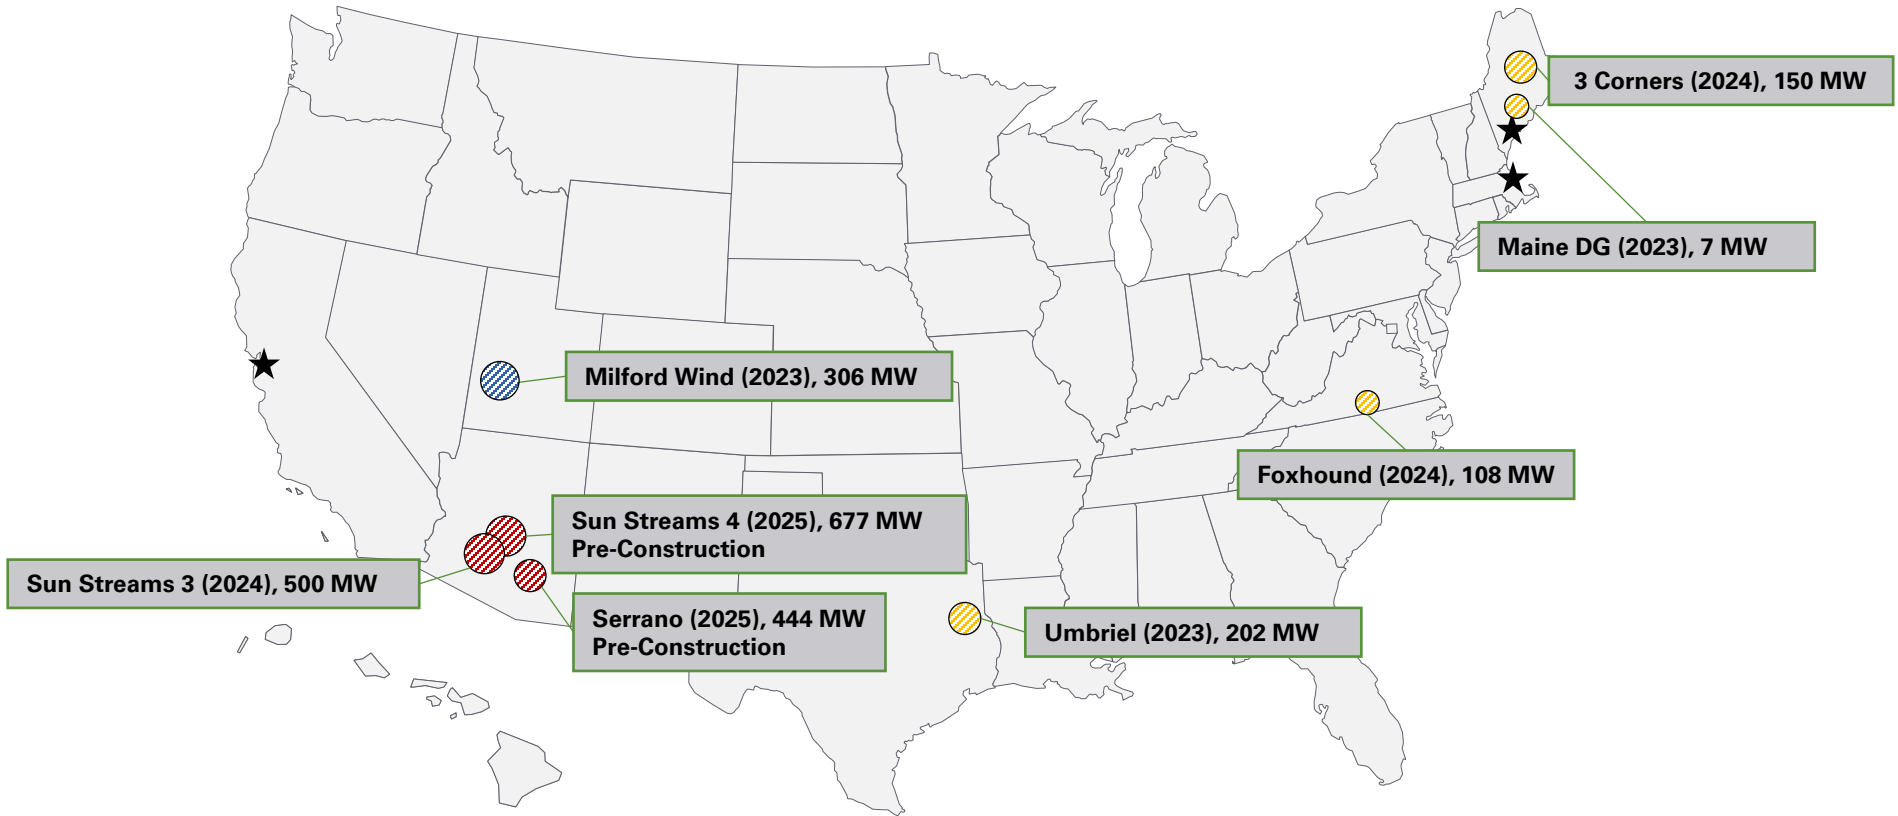 3 Corners (2024), 150 MW
Maine DG (2023), 7 MW
Milford Wind (2023), 306 MW
Foxhound (2024), 108 MW
Sun Streams 4 (2025), 677 MW
Pre-Construction
Sun Streams 3 (2024), 500 MW
Serrano (2025), 444 MW
Pre-Construction
Umbriel (2023), 202 MW